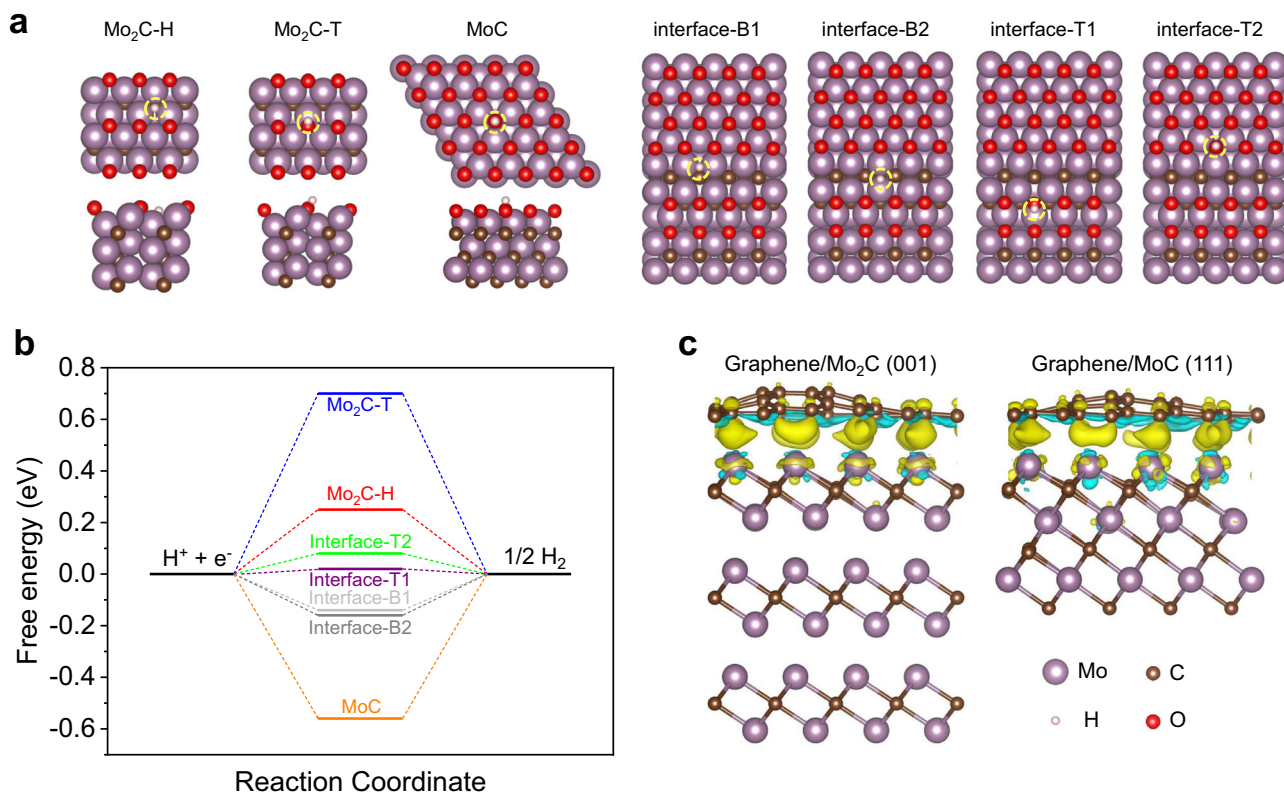 a
Mo₂C-H
Mo₂C-T
MoC
interface-B1
interface-B2
interface-T1
interface-T2
b
Free energy (eV)
0.8
0.6
0.4
0.2
0.0
-0.2
-0.4
-0.6
Mo₂C-T
Mo₂C-H
Interface-T2
H⁺ + e⁻
1/2 H₂
Interface-T1
Interface-B1
Interface-B2
MoC
Reaction Coordinate
c
Graphene/Mo₂C (001)
Graphene/MoC (111)
Mo
C
H
O